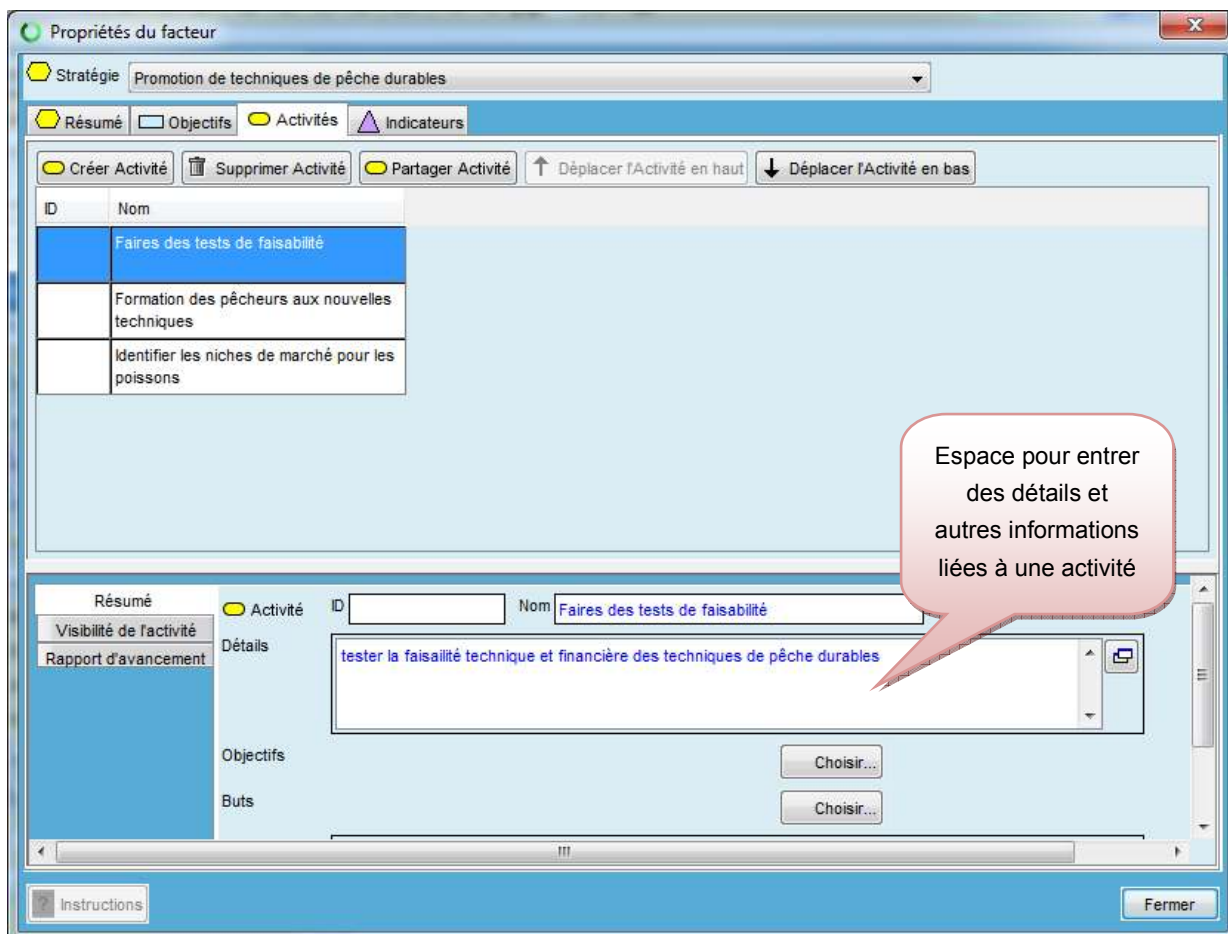 Propriétés du facteur
Stratégie Promotion de techniques de pêche durables
Résumé Objectifs Activités Indicateurs
Créer Activité Supprimer Activité Partager Activité Déplacer l'Activité en haut Déplacer l'Activité en bas
ID Nom
Faires des tests de faisabilité
Formation des pêcheurs aux nouvelles
techniques
Identifier les niches de marché pour les
poissons
Espace pour entrer
des détails et
autres informations
liées à une activité
Résumé
Visibilité de l'activité
Rapport d'avancement
Activité ID Nom Faires des tests de faisabilité
Détails
tester la faisailité technique et financière des techniques de pêche durables
Objectifs Choisir...
Buts Choisir...
? Instructions Fermer